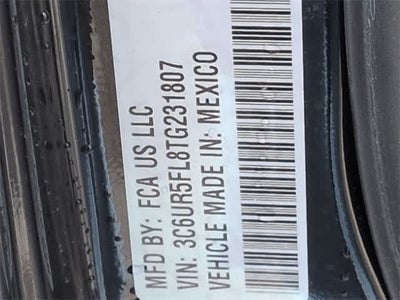 MFD BY: FCA US LLC
VIN: 3C6UR5FL8TG231807
VEHICLE MADE IN: MEXICO